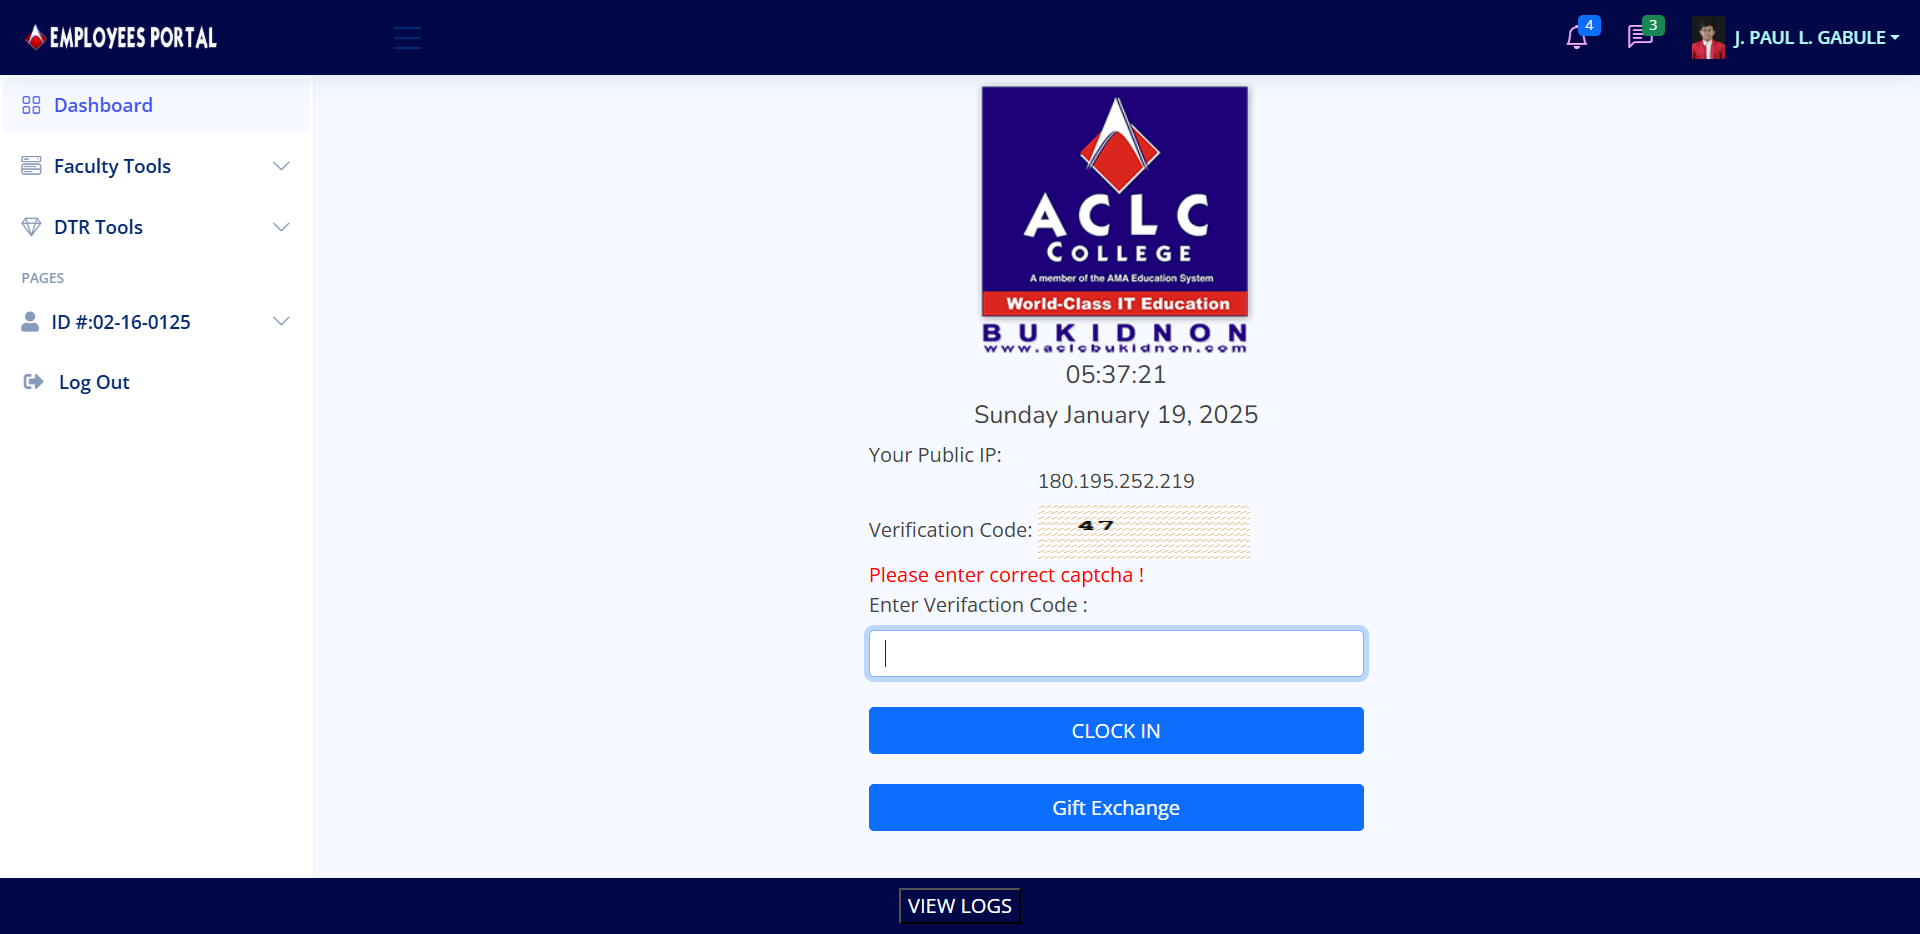 EMPLOYEES PORTAL
4
3
J. PAUL L. GABULE
Dashboard
Faculty Tools
DTR Tools
PAGES
ID #:02-16-0125
Log Out
ACLC
COLLEGE
A member of the AMA Education System
World-Class IT Education
BUKIDNON
www.aclcbukidnon.com
05:37:21
Sunday January 19, 2025
Your Public IP:
180.195.252.219
Verification Code: 47
Please enter correct captcha !
Enter Verifaction Code :
CLOCK IN
Gift Exchange
VIEW LOGS